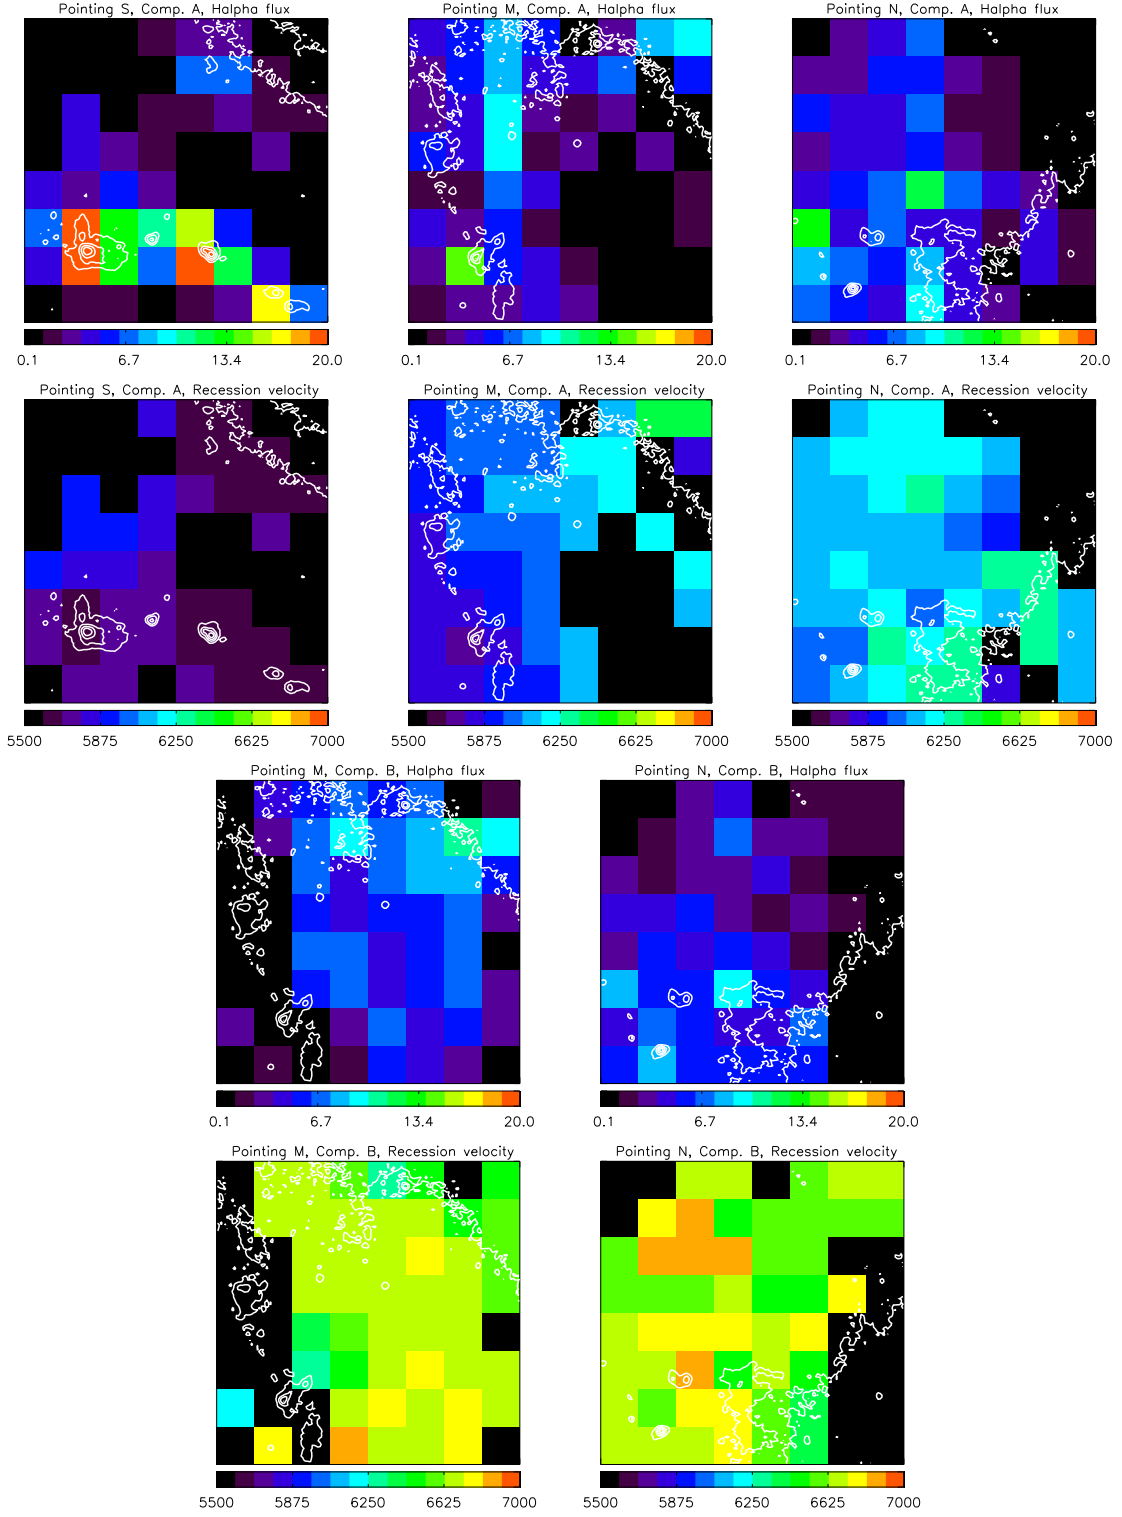 Pointing S, Comp. A, Halpha flux
Pointing M, Comp. A, Halpha flux
Pointing N, Comp. A, Halpha flux
0.1 6.7 13.4 20.0
0.1 6.7 13.4 20.0
0.1 6.7 13.4 20.0
Pointing S, Comp. A, Recession velocity
Pointing M, Comp. A, Recession velocity
Pointing N, Comp. A, Recession velocity
5500 5875 6250 6625 7000
5500 5875 6250 6625 7000
5500 5875 6250 6625 7000
Pointing M, Comp. B, Halpha flux
Pointing N, Comp. B, Halpha flux
0.1 6.7 13.4 20.0
0.1 6.7 13.4 20.0
Pointing M, Comp. B, Recession velocity
Pointing N, Comp. B, Recession velocity
5500 5875 6250 6625 7000
5500 5875 6250 6625 7000